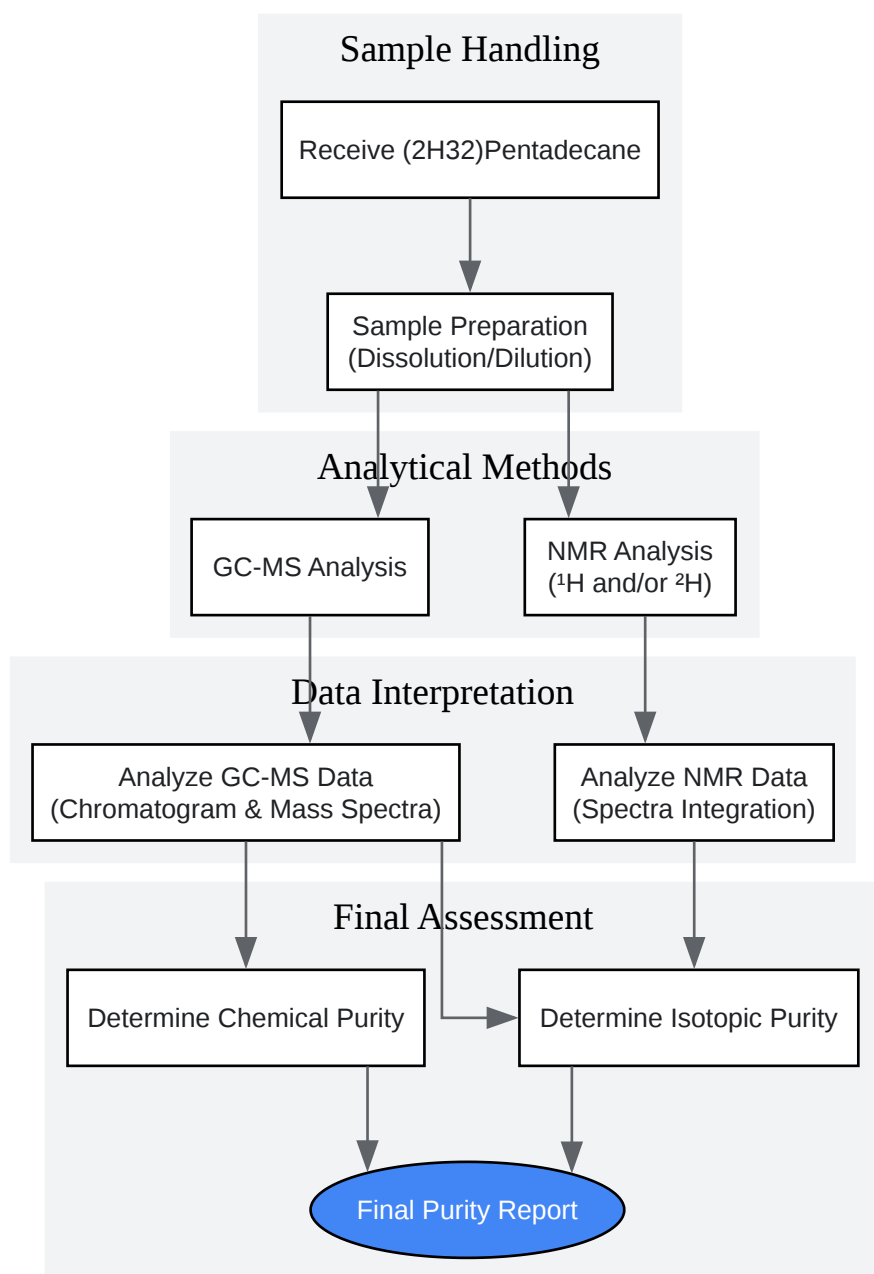 Sample Handling
Receive (2H32)Pentadecane
Sample Preparation
(Dissolution/Dilution)
Analytical Methods
GC-MS Analysis
NMR Analysis
(¹H and/or ²H)
Data Interpretation
Analyze GC-MS Data
(Chromatogram & Mass Spectra)
Analyze NMR Data
(Spectra Integration)
Final Assessment
Determine Chemical Purity
Determine Isotopic Purity
Final Purity Report